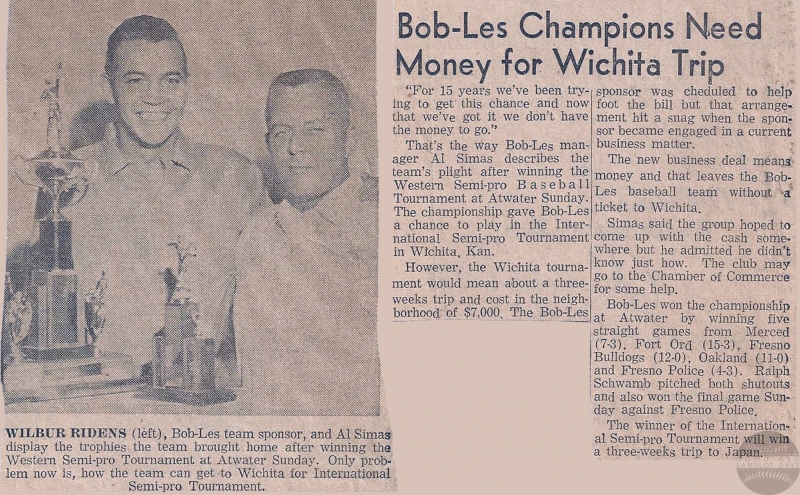 Bob-Les Champions Need
Money for Wichita Trip
"For 15 years we've been try-
ing to get this chance and now
that we've got it we don't have
the money to go."
That's the way Bob-Les man-
ager Al Simas describes the
team's plight after winning the
Western Semi-pro Baseball
Tournament at Atwater Sunday.
The championship gave Bob-Les
a chance to play in the Inter-
national Semi-pro Tournament
in Wichita, Kan.
However, the Wichita tourna-
ment would mean about a three-
weeks trip and cost in the neigh-
borhood of $7,000. The Bob-Les
sponsor was cheduled to help
foot the bill but that arrange-
ment hit a snag when the spon-
sor became engaged in a current
business matter.
The new business deal means
money and that leaves the Bob-
Les baseball team without a
ticket to Wichita.
Simas said the group hoped to
come up with the cash some-
where but he admitted he didn't
know just how. The club may
go to the Chamber of Commerce
for some help.
Bob-Les won the championship
at Atwater by winning five
straight games from Merced
(7-3), Fort Ord (15-3), Fresno
Bulldogs (12-0), Oakland (11-0)
and Fresno Police (4-3). Ralph
Schwamb pitched both shutouts
and also won the final game Sun-
day against Fresno Police.
The winner of the Internation-
al Semi-pro Tournament will win
a three-weeks trip to Japan.
WILBUR RIDENS (left), Bob-Les team sponsor, and Al Simas
display the trophies the team brought home after winning the
Western Semi-pro Tournament at Atwater Sunday. Only prob-
lem now is, how the team can get to Wichita for International
Semi-pro Tournament.